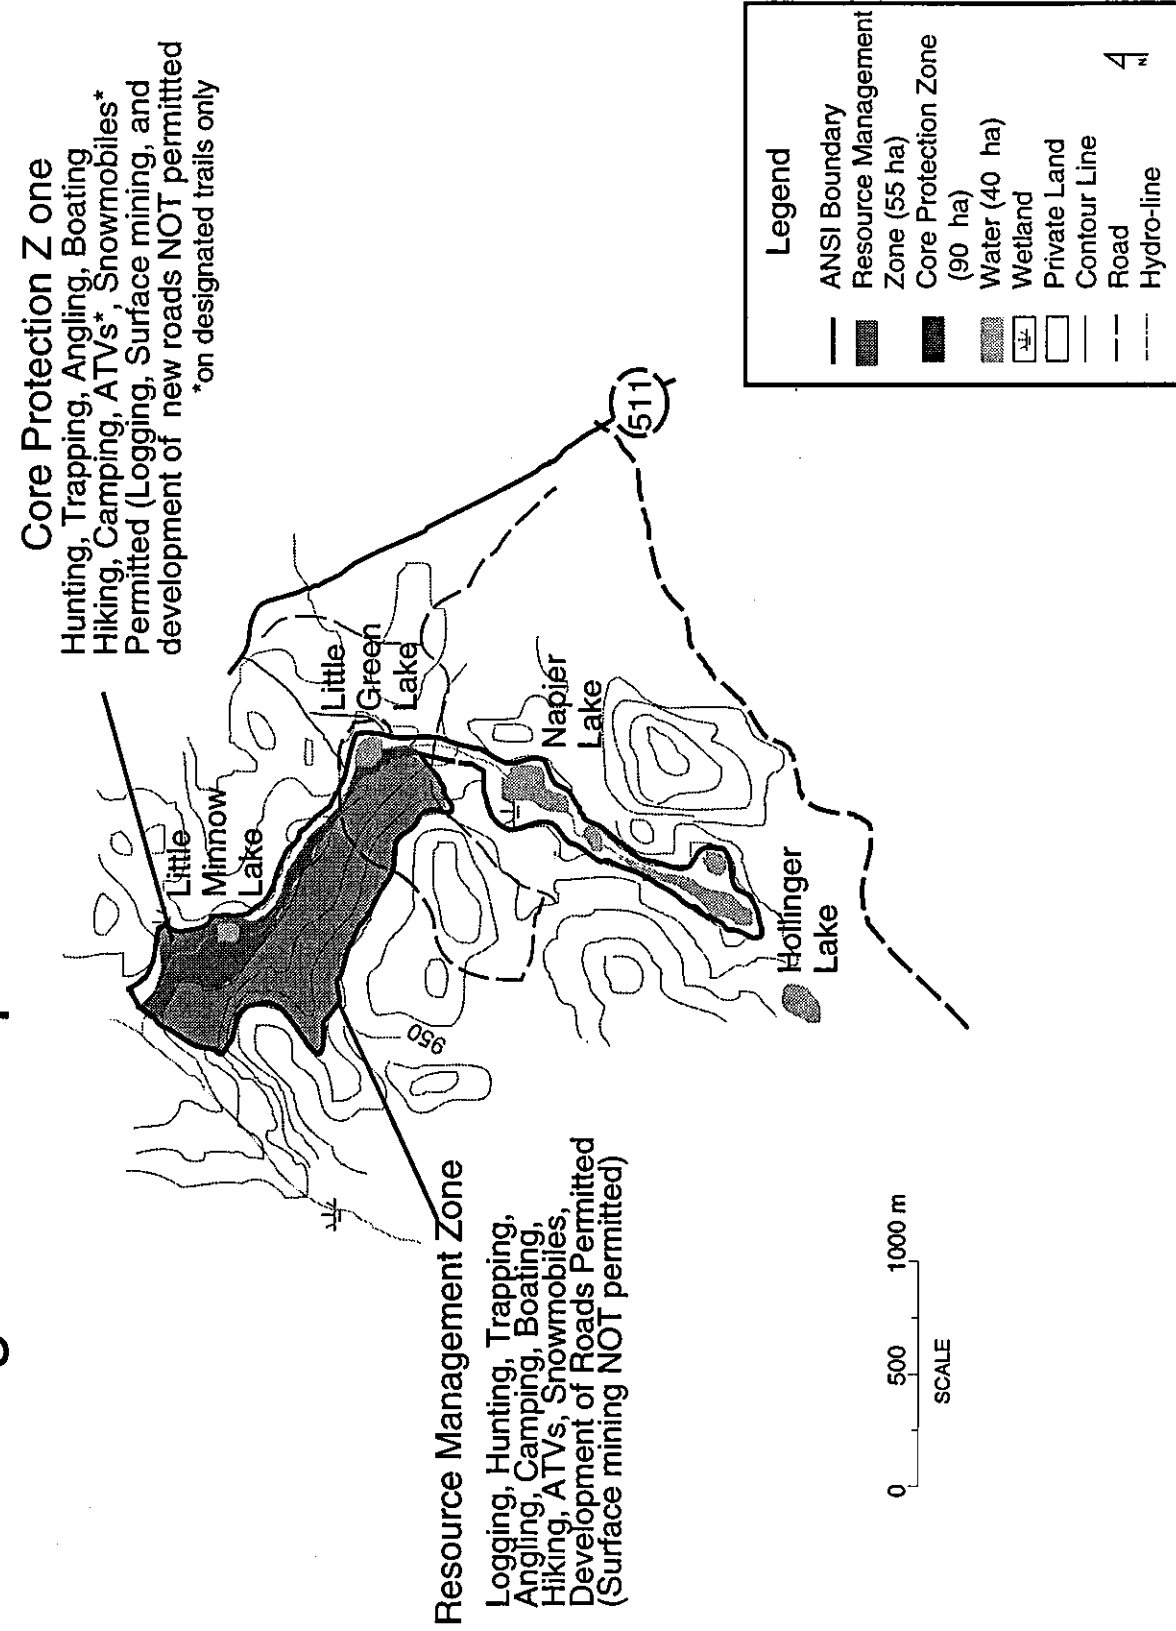 Core Protection Z one
Hunting, Trapping, Angling, Boating
Hiking, Camping, ATVs*, Snowmobiles*
Permitted (Logging, Surface mining, and
development of new roads NOT permittted
*on designated trails only
Little
Minnow
Lake
Little
Green
Lake
Napier
Lake
Hollinger
Lake
511
950
Resource Management Zone
Logging, Hunting, Trapping,
Angling, Camping, Boating,
Hiking, ATVs, Snowmobiles,
Development of Roads Permitted
(Surface mining NOT permitted)
0 500 1000 m
SCALE
Legend
ANSI Boundary
Resource Management
Zone (55 ha)
Core Protection Zone
(90 ha)
Water (40 ha)
Wetland
Private Land
Contour Line
Road
Hydro-line
N